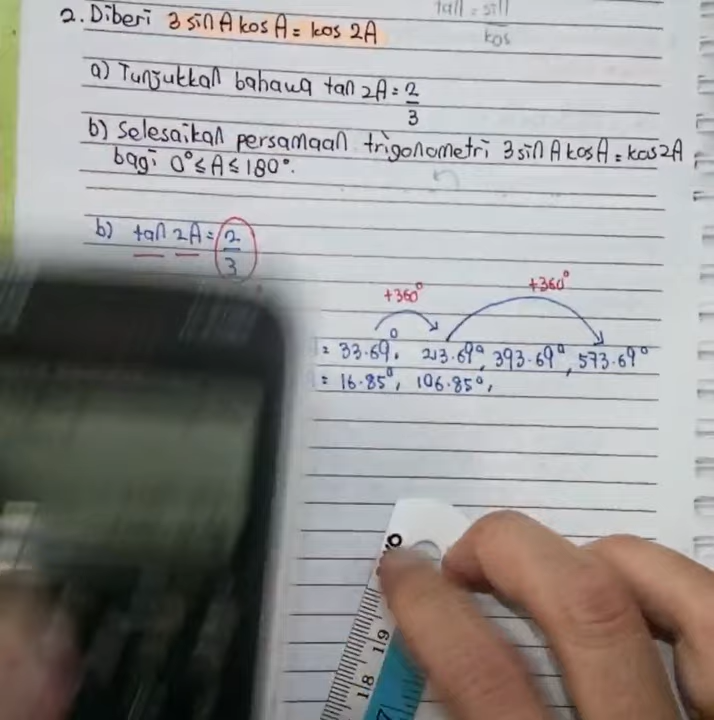 tan = sin
kos
2. Diberi 3 sin A kos A = kos 2A
a) Tunjukkan bahawa tan 2A = 2/3
b) Selesaikan persamaan trigonometri 3 sin A kos A = kos 2A
bagi 0° ≤ A ≤ 180°.
b) tan 2A = 2/3
+360° +360°
= 33.69°, 213.69°, 393.69°, 573.69°
= 16.85°, 106.85°,
18 19